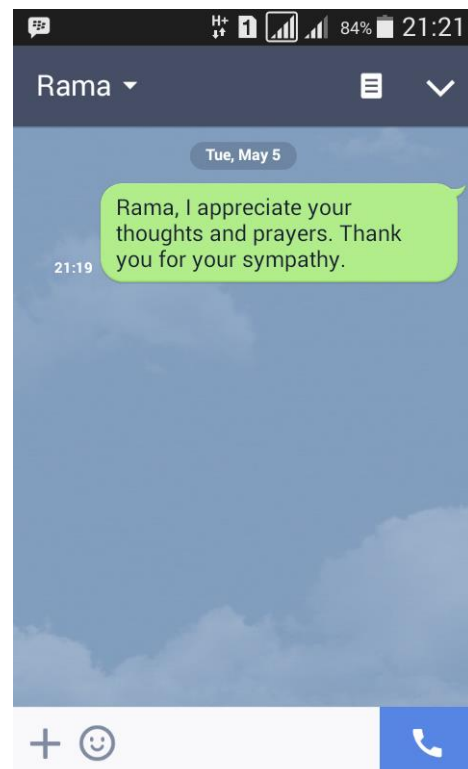 H+ 1 84% 21:21
Rama
Tue, May 5
Rama, I appreciate your
thoughts and prayers. Thank
you for your sympathy.
21:19